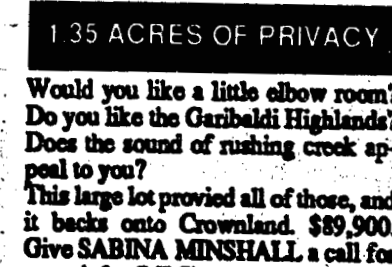 1.35 ACRES OF PRIVACY
Would you like a little elbow room?
Do you like the Garibaldi Highlands?
Does the sound of rushing creek ap-
peal to you?
This large lot provied all of those, and
it backs onto Crownland. $89,900.
Give SABINA MINSHALL a call for